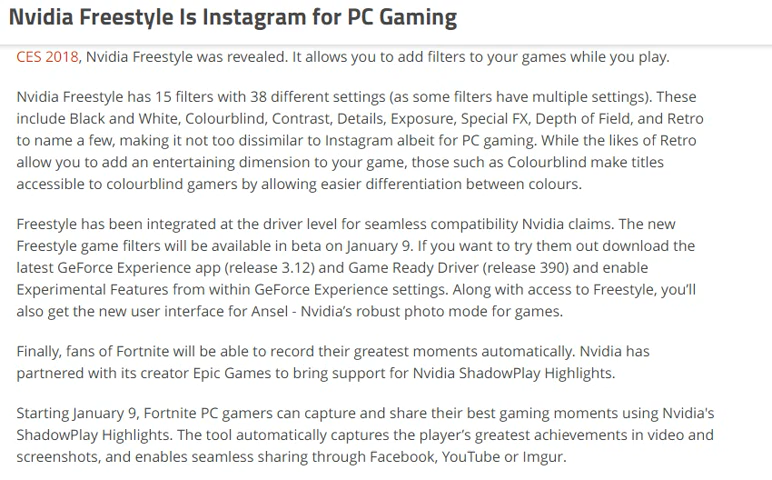 Nvidia Freestyle Is Instagram for PC Gaming
CES 2018, Nvidia Freestyle was revealed. It allows you to add filters to your games while you play.
Nvidia Freestyle has 15 filters with 38 different settings (as some filters have multiple settings). These
include Black and White, Colourblind, Contrast, Details, Exposure, Special FX, Depth of Field, and Retro
to name a few, making it not too dissimilar to Instagram albeit for PC gaming. While the likes of Retro
allow you to add an entertaining dimension to your game, those such as Colourblind make titles
accessible to colourblind gamers by allowing easier differentiation between colours.
Freestyle has been integrated at the driver level for seamless compatibility Nvidia claims. The new
Freestyle game filters will be available in beta on January 9. If you want to try them out download the
latest GeForce Experience app (release 3.12) and Game Ready Driver (release 390) and enable
Experimental Features from within GeForce Experience settings. Along with access to Freestyle, you’ll
also get the new user interface for Ansel - Nvidia’s robust photo mode for games.
Finally, fans of Fortnite will be able to record their greatest moments automatically. Nvidia has
partnered with its creator Epic Games to bring support for Nvidia ShadowPlay Highlights.
Starting January 9, Fortnite PC gamers can capture and share their best gaming moments using Nvidia's
ShadowPlay Highlights. The tool automatically captures the player’s greatest achievements in video and
screenshots, and enables seamless sharing through Facebook, YouTube or Imgur.